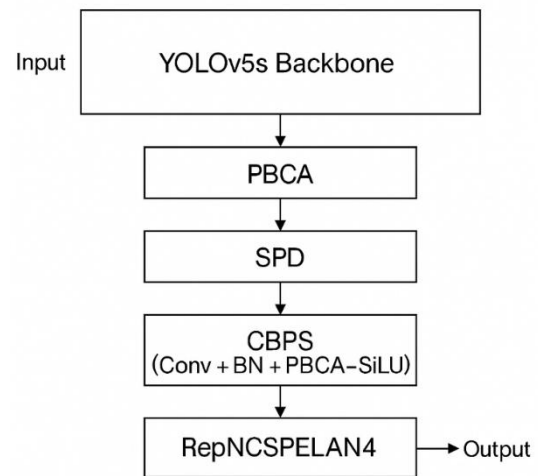 Input
YOLOv5s Backbone
PBCA
SPD
CBPS
(Conv + BN + PBCA–SiLU)
RepNCSPELAN4
Output